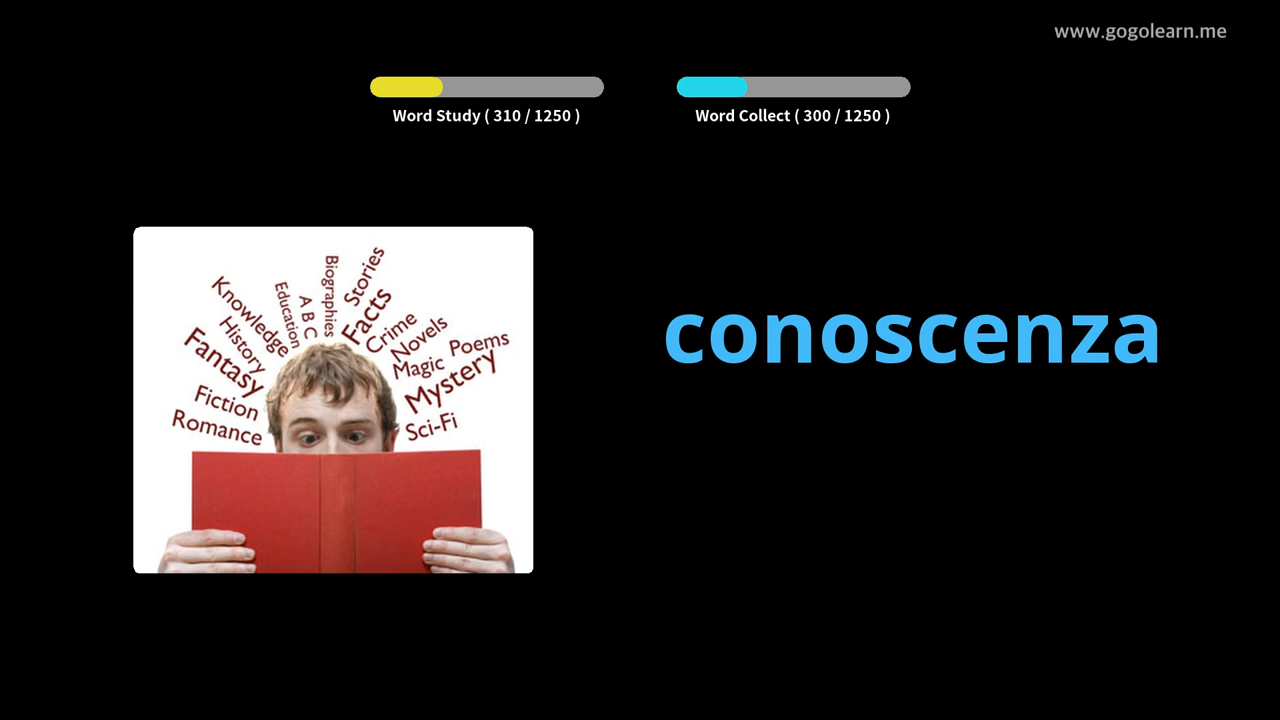 www.gogolearn.me
Word Study ( 310 / 1250 )
Word Collect ( 300 / 1250 )
Biographies
Stories
Education
A B C
Facts
Knowledge
Crime
History
Novels
Fantasy
Magic
Poems
Mystery
Fiction
Romance
Sci-Fi
conoscenza